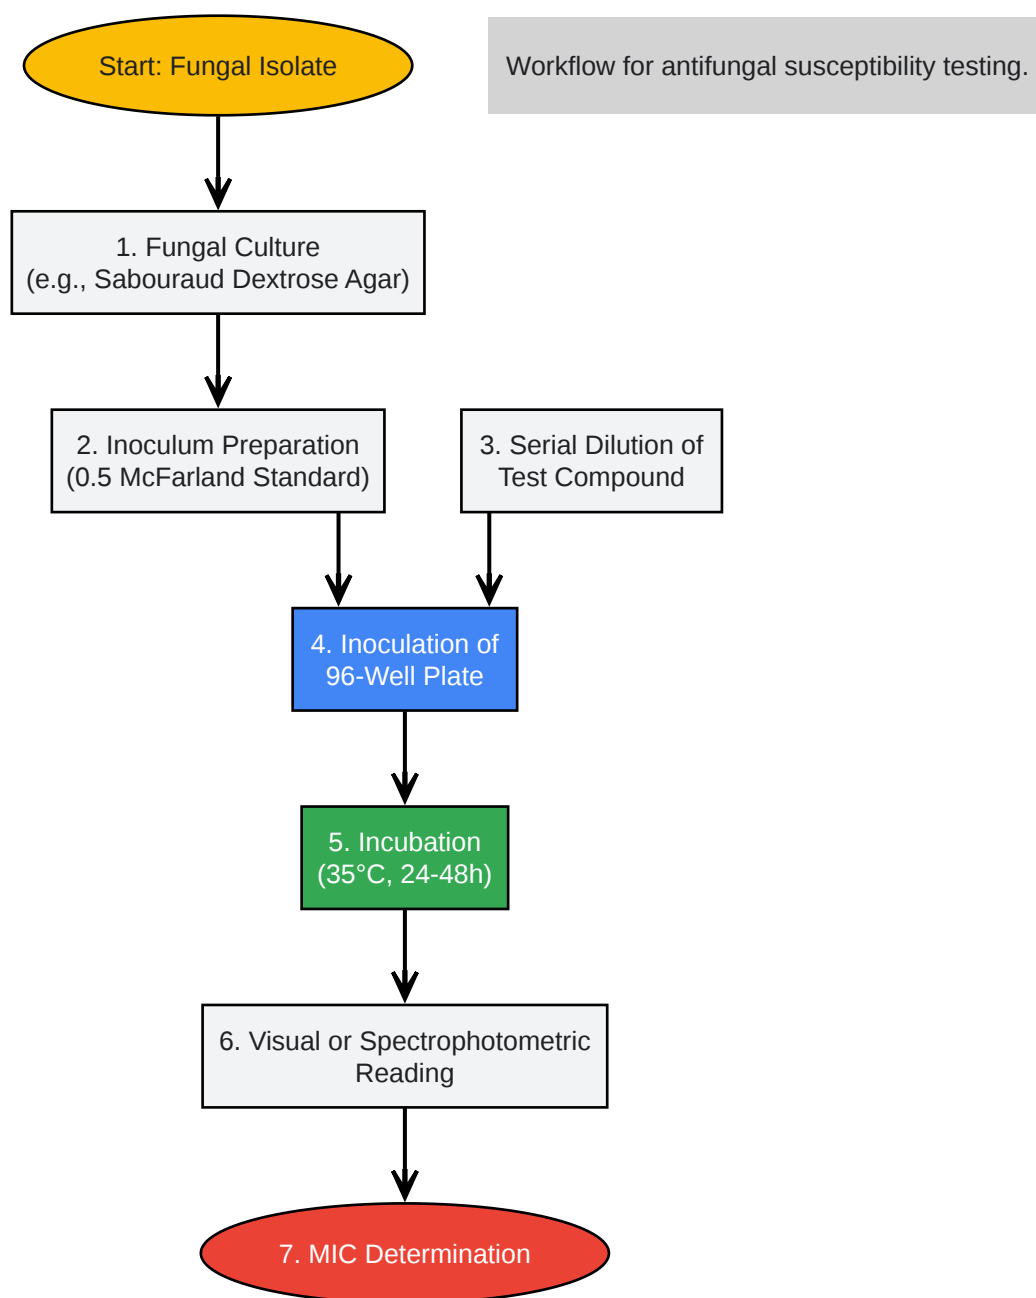 Start: Fungal Isolate
Workflow for antifungal susceptibility testing.
1. Fungal Culture
(e.g., Sabouraud Dextrose Agar)
2. Inoculum Preparation
(0.5 McFarland Standard)
3. Serial Dilution of
Test Compound
4. Inoculation of
96-Well Plate
5. Incubation
(35°C, 24-48h)
6. Visual or Spectrophotometric
Reading
7. MIC Determination